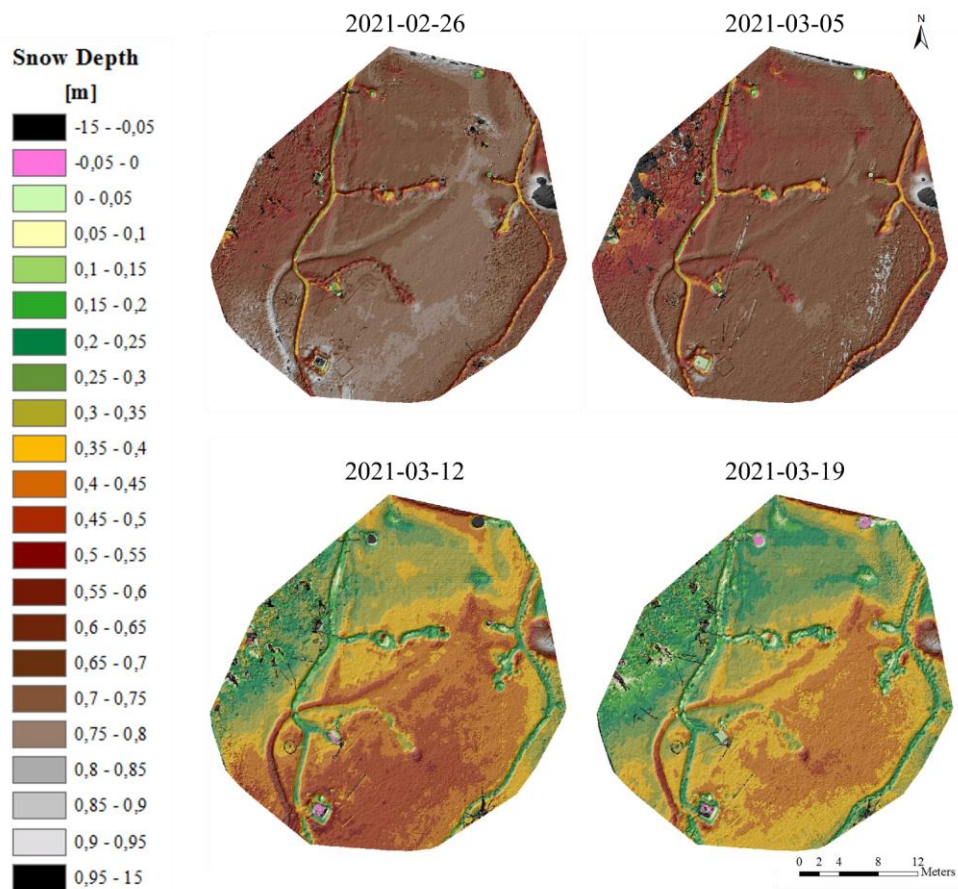 2021-02-26
2021-03-05
N
Snow Depth
[m]
-15 - -0,05
-0,05 - 0
0 - 0,05
0,05 - 0,1
0,1 - 0,15
0,15 - 0,2
0,2 - 0,25
0,25 - 0,3
0,3 - 0,35
0,35 - 0,4
0,4 - 0,45
0,45 - 0,5
0,5 - 0,55
0,55 - 0,6
0,6 - 0,65
0,65 - 0,7
0,7 - 0,75
0,75 - 0,8
0,8 - 0,85
0,85 - 0,9
0,9 - 0,95
0,95 - 15
2021-03-12
2021-03-19
0 2 4 8 12
Meters